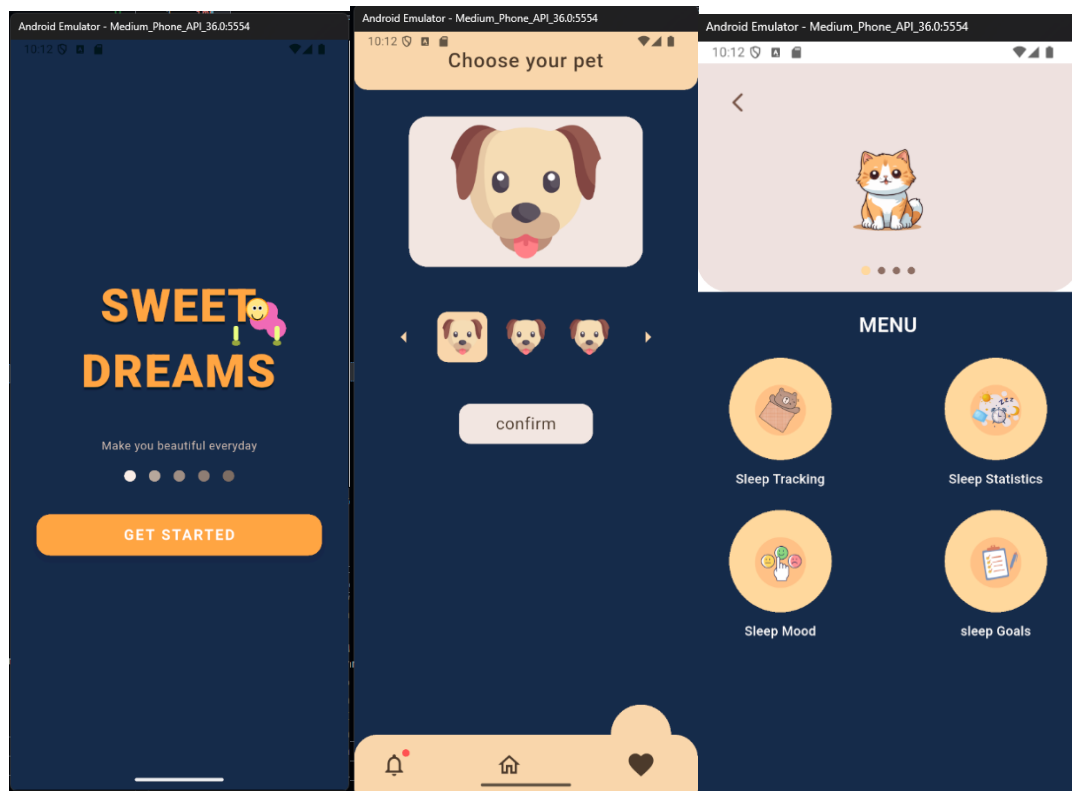 Android Emulator - Medium_Phone_API_36.0:5554
10:12
SWEET
DREAMS
Make you beautiful everyday
GET STARTED
Android Emulator - Medium_Phone_API_36.0:5554
10:12
Choose your pet
confirm
Android Emulator - Medium_Phone_API_36.0:5554
10:12
MENU
Sleep Tracking
Sleep Statistics
Sleep Mood
sleep Goals